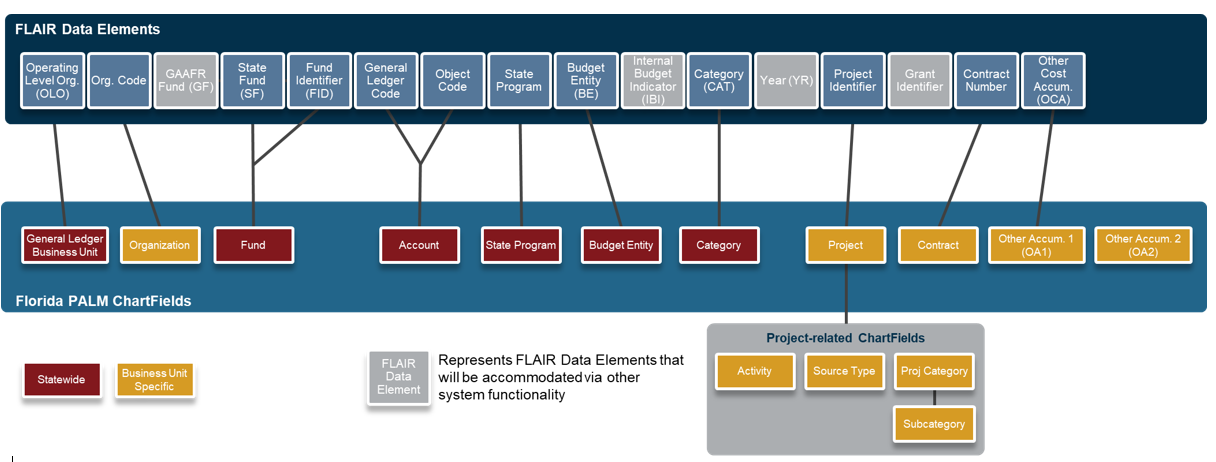 FLAIR Data Elements
Operating
Level Org.
(OLO)
Org. Code
GAAFR
Fund (GF)
State
Fund
(SF)
Fund
Identifier
(FID)
General
Ledger
Code
Object
Code
State
Program
Budget
Entity
(BE)
Internal
Budget
Indicator
(IBI)
Category
(CAT)
Year (YR)
Project
Identifier
Grant
Identifier
Contract
Number
Other
Cost
Accum.
(OCA)
General Ledger
Business Unit
Organization
Fund
Account
State Program
Budget Entity
Category
Project
Contract
Other Accum. 1
(OA1)
Other Accum. 2
(OA2)
Florida PALM ChartFields
Project-related ChartFields
Activity
Source Type
Proj Category
Subcategory
Statewide
Business Unit
Specific
FLAIR
Data
Element
Represents FLAIR Data Elements that
will be accommodated via other
system functionality